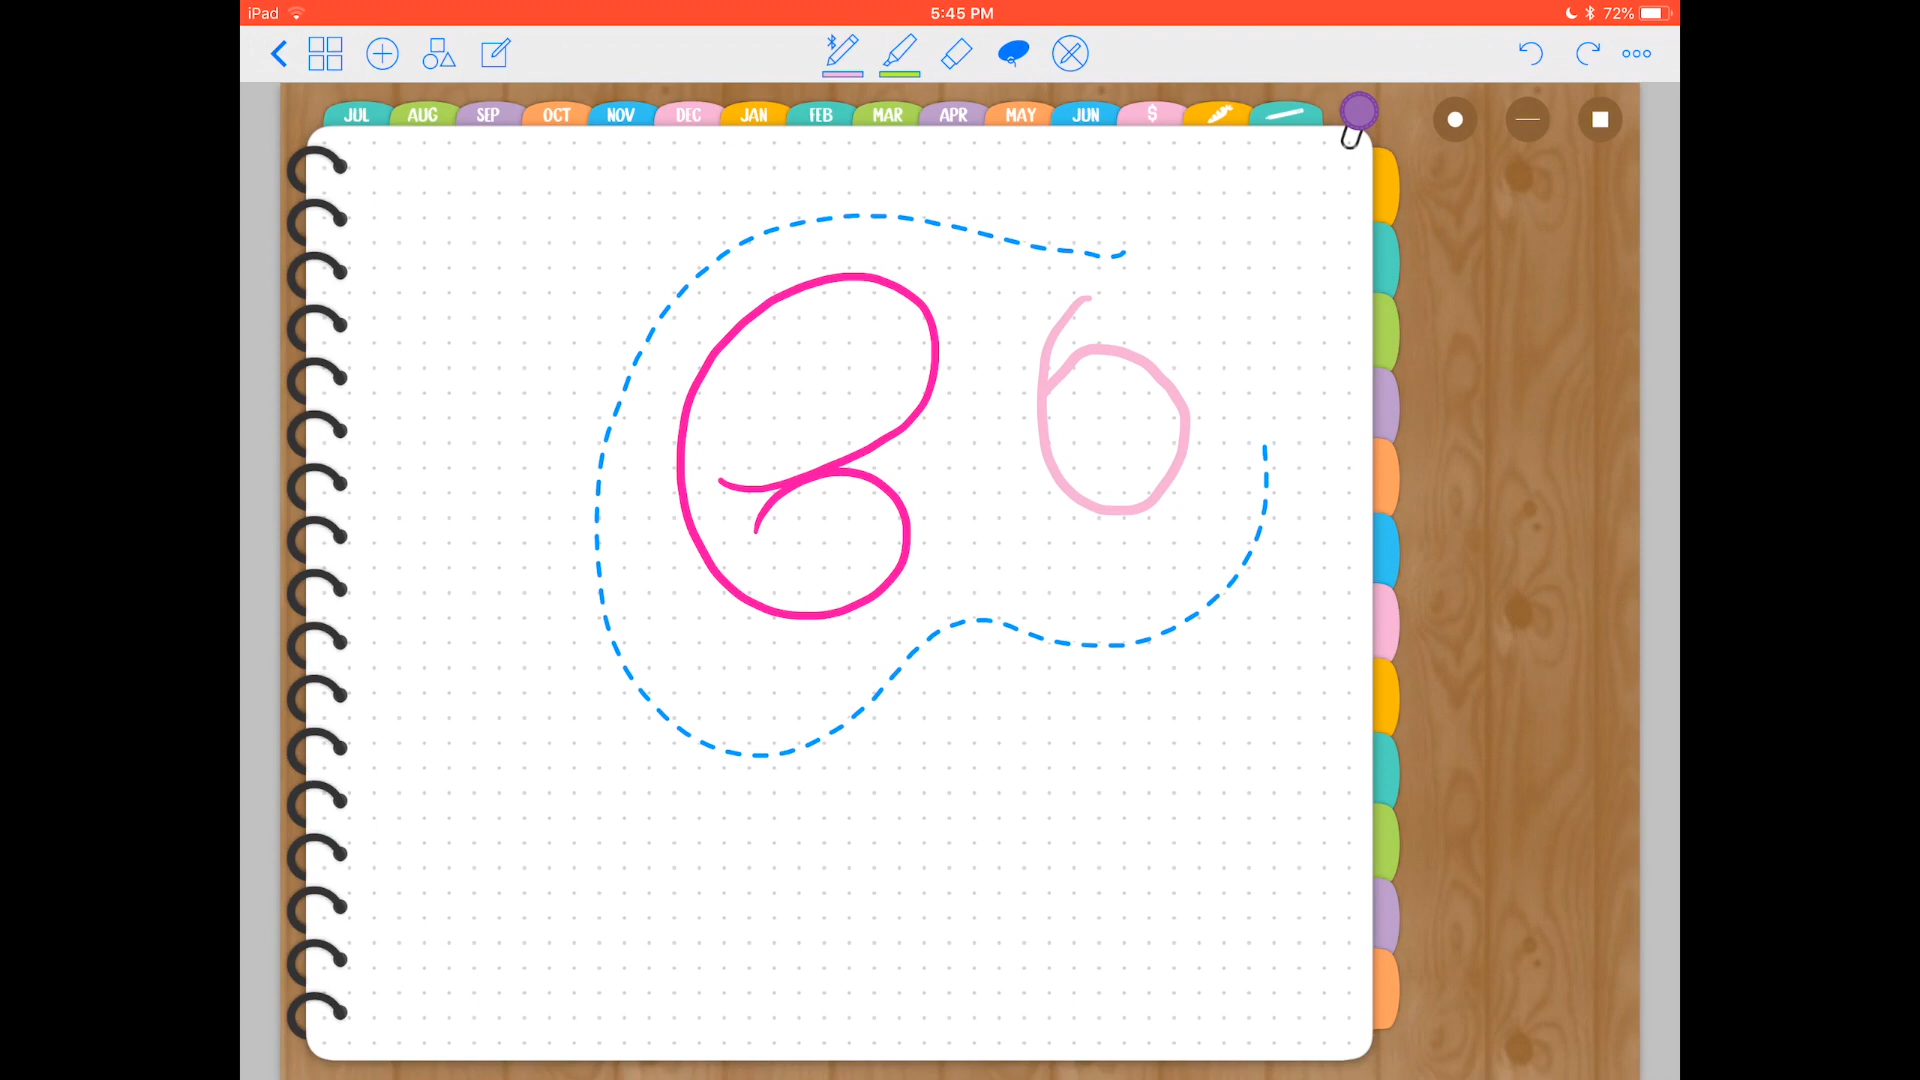 iPad 5:45 PM 72%
JUL AUG SEP OCT NOV DEC JAN FEB MAR APR MAY JUN $
6